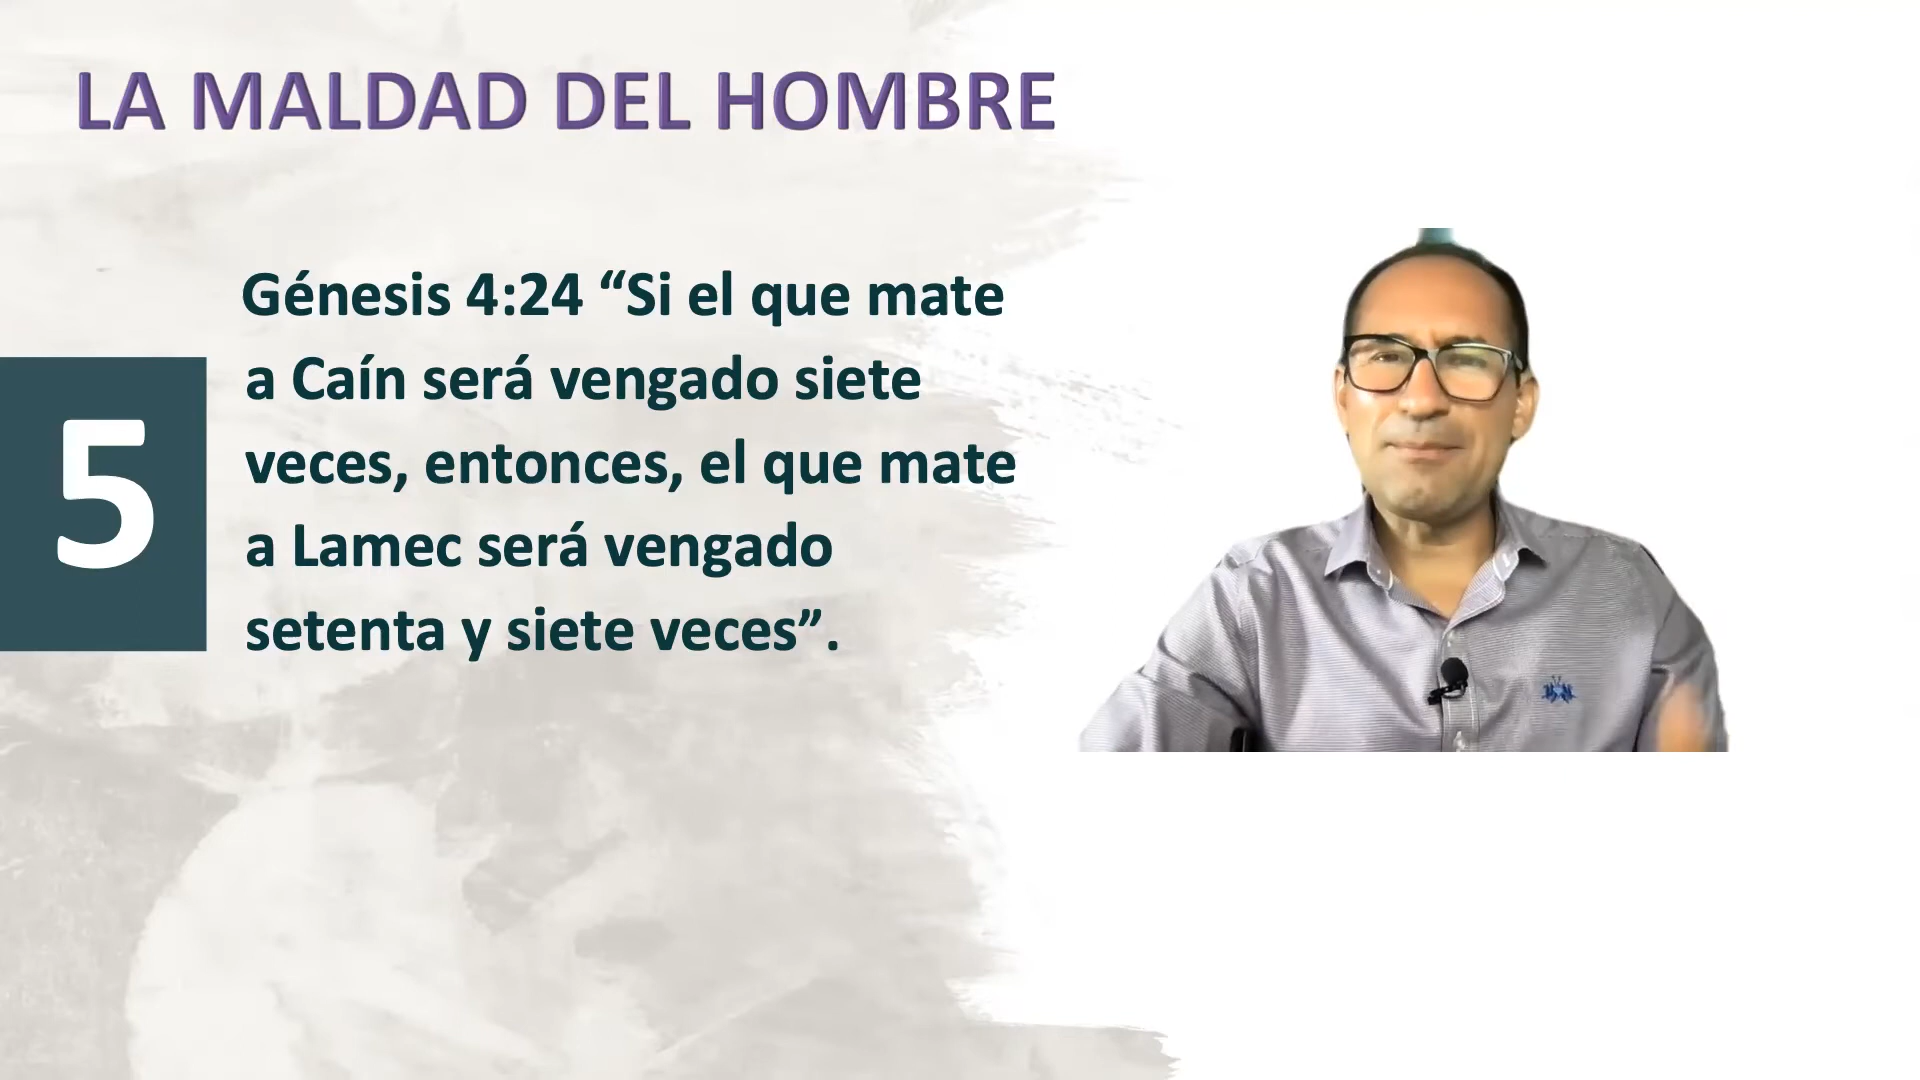 LA MALDAD DEL HOMBRE
5
Génesis 4:24 “Si el que mate
a Caín será vengado siete
veces, entonces, el que mate
a Lamec será vengado
setenta y siete veces”.